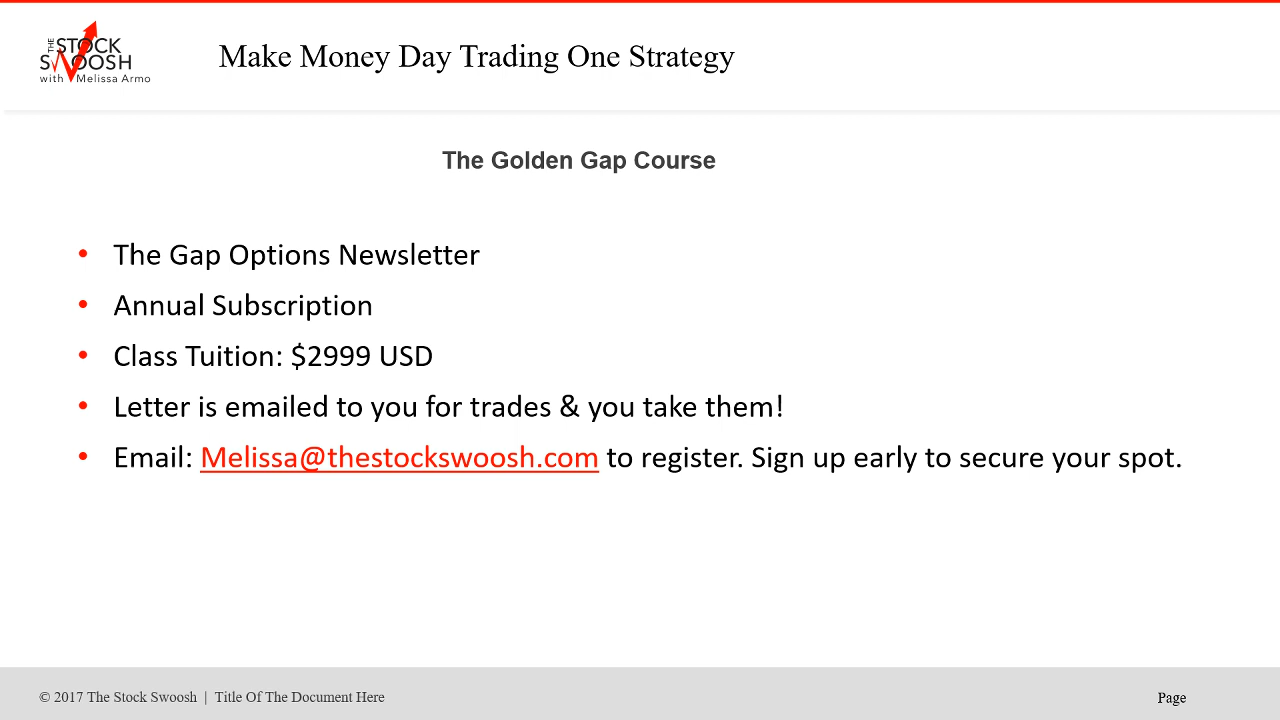 THE STOCK
SWOOSH
with Melissa Armo
Make Money Day Trading One Strategy
The Golden Gap Course
• The Gap Options Newsletter
• Annual Subscription
• Class Tuition: $2999 USD
• Letter is emailed to you for trades & you take them!
• Email: Melissa@thestockswoosh.com to register. Sign up early to secure your spot.
© 2017 The Stock Swoosh | Title Of The Document Here
Page